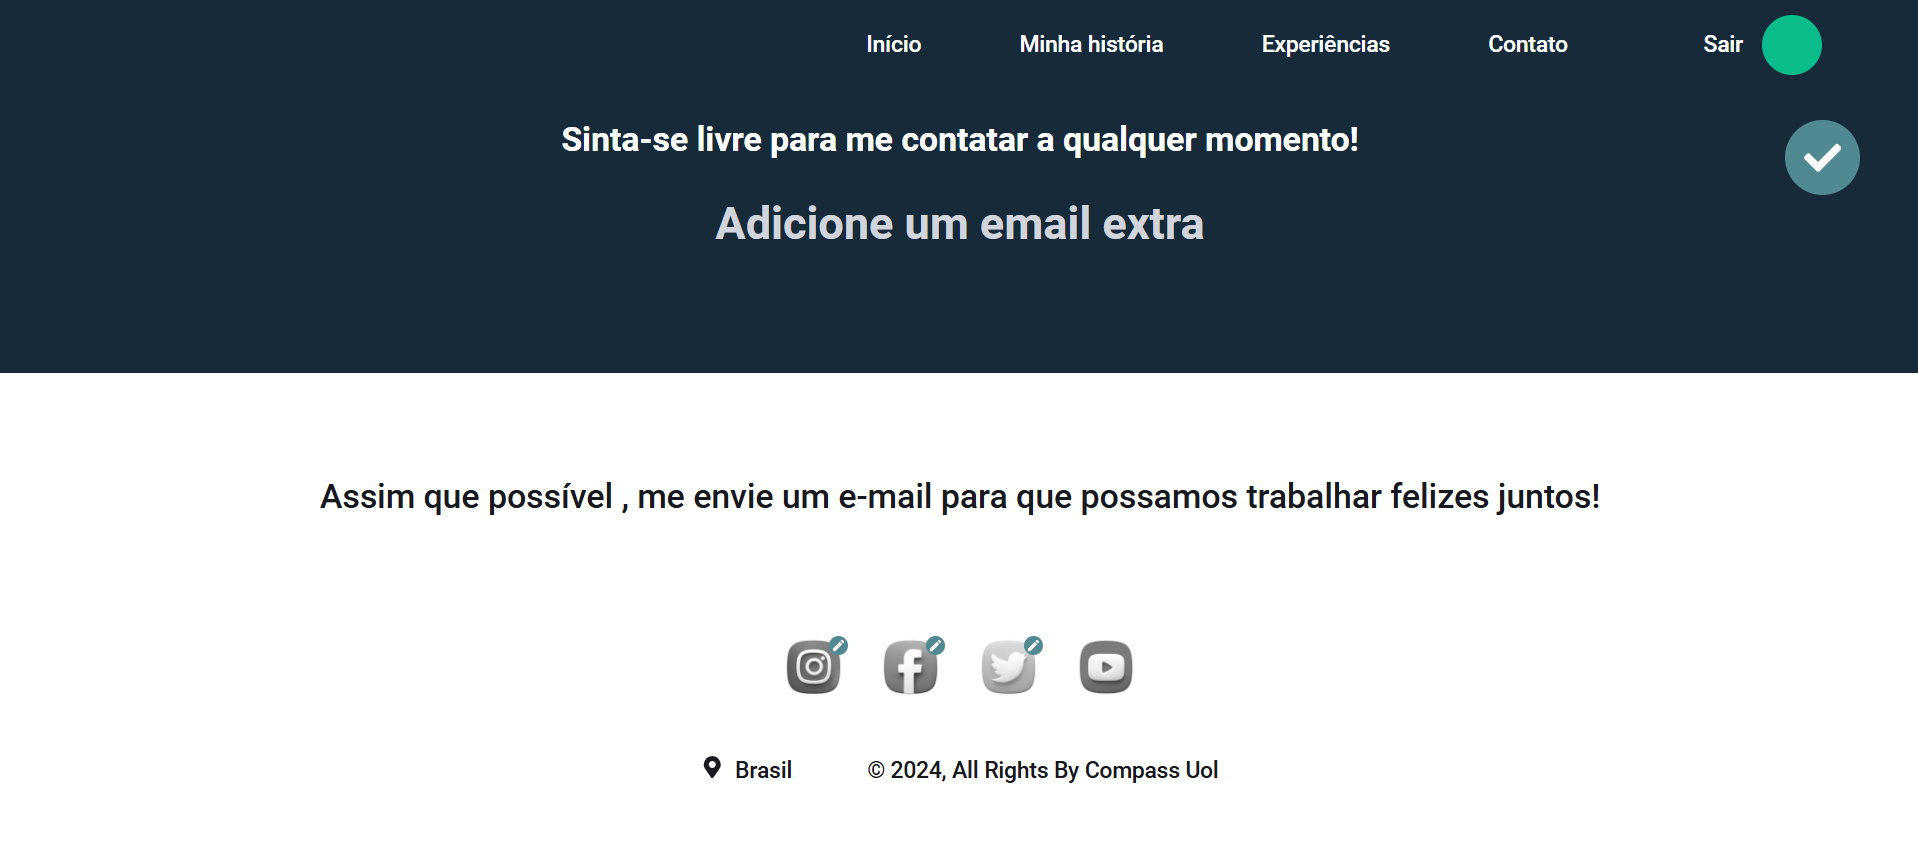 Início Minha história Experiências Contato Sair
Sinta-se livre para me contatar a qualquer momento!
Adicione um email extra
Assim que possível , me envie um e-mail para que possamos trabalhar felizes juntos!
Brasil © 2024, All Rights By Compass Uol